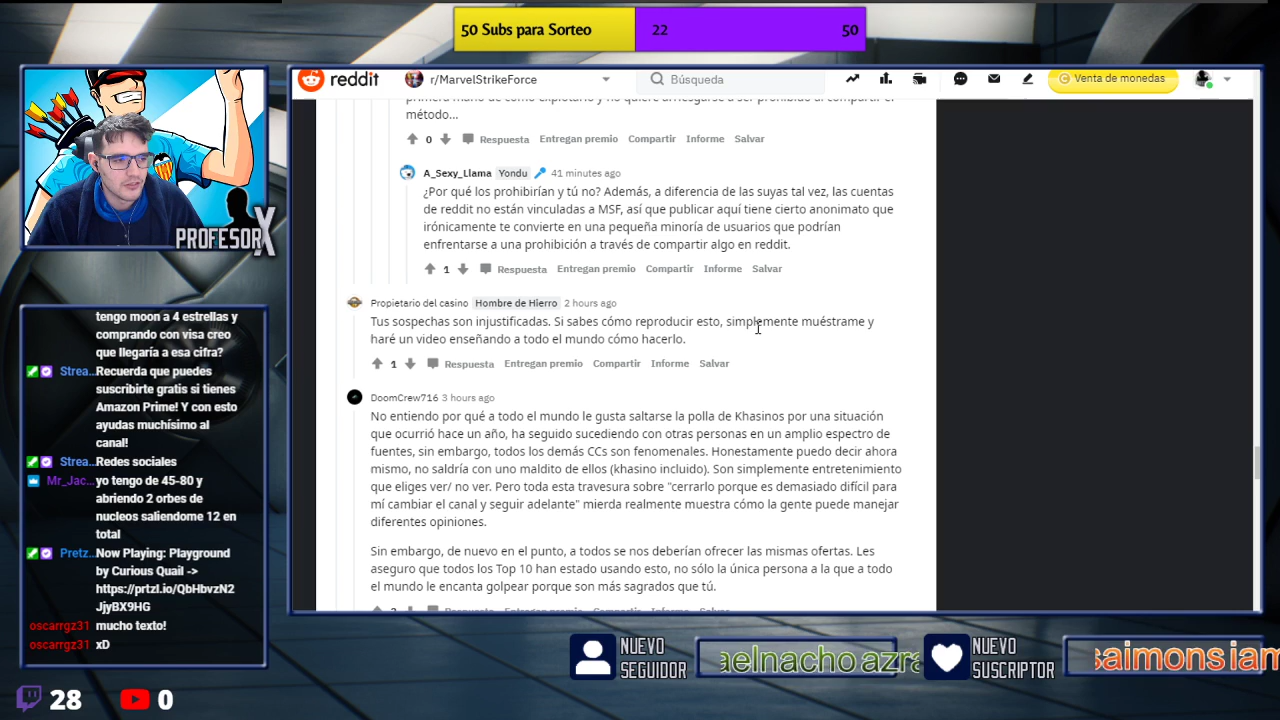 50 Subs para Sorteo
22
50
reddit
r/MarvelStrikeForce
Búsqueda
Venta de monedas
método...
0
Respuesta
Entregan premio
Compartir
Informe
Salvar
A_Sexy_Llama
Yondu
41 minutes ago
¿Por qué los prohibirían y tú no? Además, a diferencia de las suyas tal vez, las cuentas
de reddit no están vinculadas a MSF, así que publicar aquí tiene cierto anonimato que
irónicamente te convierte en una pequeña minoría de usuarios que podrían
enfrentarse a una prohibición a través de compartir algo en reddit.
1
Respuesta
Entregan premio
Compartir
Informe
Salvar
Propietario del casino
Hombre de Hierro
2 hours ago
Tus sospechas son injustificadas. Si sabes cómo reproducir esto, simplemente muéstrame y
haré un video enseñando a todo el mundo cómo hacerlo.
1
Respuesta
Entregan premio
Compartir
Informe
Salvar
DoomCrew716
3 hours ago
No entiendo por qué a todo el mundo le gusta saltarse la polla de Khasinos por una situación
que ocurrió hace un año, ha seguido sucediendo con otras personas en un amplio espectro de
fuentes, sin embargo, todos los demás CCs son fenomenales. Honestamente puedo decir ahora
mismo, no saldría con uno maldito de ellos (khasino incluido). Son simplemente entretenimiento
que eliges ver/ no ver. Pero toda esta travesura sobre "cerrarlo porque es demasiado difícil para
mí cambiar el canal y seguir adelante" mierda realmente muestra cómo la gente puede manejar
diferentes opiniones.
Sin embargo, de nuevo en el punto, a todos se nos deberían ofrecer las mismas ofertas. Les
aseguro que todos los Top 10 han estado usando esto, no sólo la única persona a la que a todo
el mundo le encanta golpear porque son más sagrados que tú.
PROFESOR X
tengo moon a 4 estrellas y
comprando con visa creo
que llegaría a esa cifra?
Strea... Recuerda que puedes
suscribirte gratis si tienes
Amazon Prime! Y con esto
ayudas muchísimo al
canal!
Strea... Redes sociales
Mr_Jac... yo tengo de 45-80 y
abriendo 2 orbes de
nucleos saliendome 12 en
total
Pretz... Now Playing: Playground
by Curious Quail ->
https://prtzl.io/QbHbvzN2
JjyBX9HG
oscarrgz31 mucho texto!
oscarrgz31 xD
NUEVO
SEGUIDOR
aelnacho azra
NUEVO
SUSCRIPTOR
saimons iam
28
0